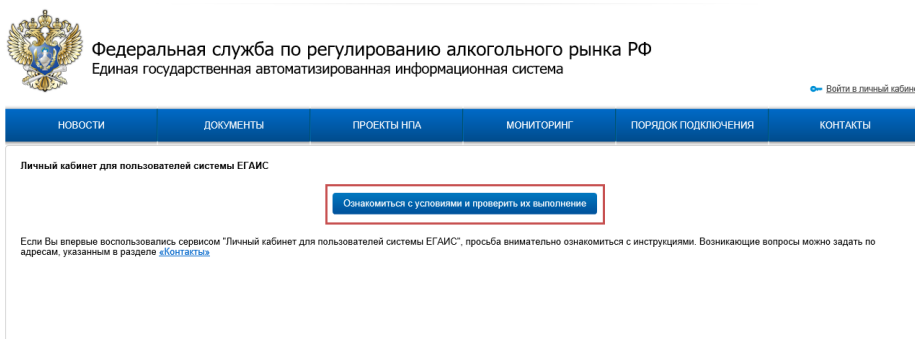 Федеральная служба по регулированию алкогольного рынка РФ
Единая государственная автоматизированная информационная система
Войти в личный кабине
НОВОСТИ ДОКУМЕНТЫ ПРОЕКТЫ НПА МОНИТОРИНГ ПОРЯДОК ПОДКЛЮЧЕНИЯ КОНТАКТЫ
Личный кабинет для пользователей системы ЕГАИС
Ознакомиться с условиями и проверить их выполнение
Если Вы впервые воспользовались сервисом "Личный кабинет для пользователей системы ЕГАИС", просьба внимательно ознакомиться с инструкциями. Возникающие вопросы можно задать по
адресам, указанным в разделе «Контакты»